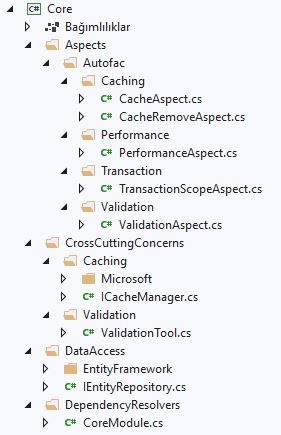 C# Core
Bağımlılıklar
Aspects
Autofac
Caching
C# CacheAspect.cs
C# CacheRemoveAspect.cs
Performance
C# PerformanceAspect.cs
Transaction
C# TransactionScopeAspect.cs
Validation
C# ValidationAspect.cs
CrossCuttingConcerns
Caching
Microsoft
C# ICacheManager.cs
Validation
C# ValidationTool.cs
DataAccess
EntityFramework
C# IEntityRepository.cs
DependencyResolvers
C# CoreModule.cs